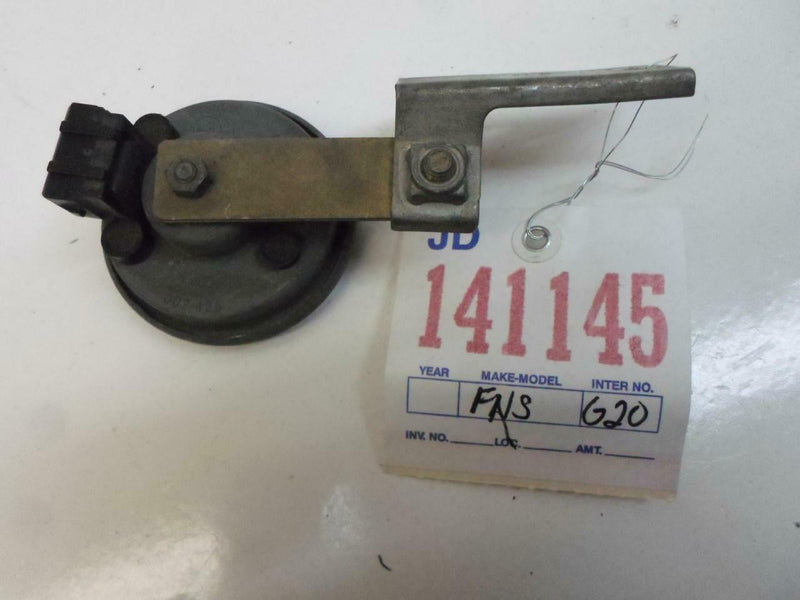 JD
141145
YEAR MAKE-MODEL INTER NO.
FNS G20
INV. NO. LOC. AMT.